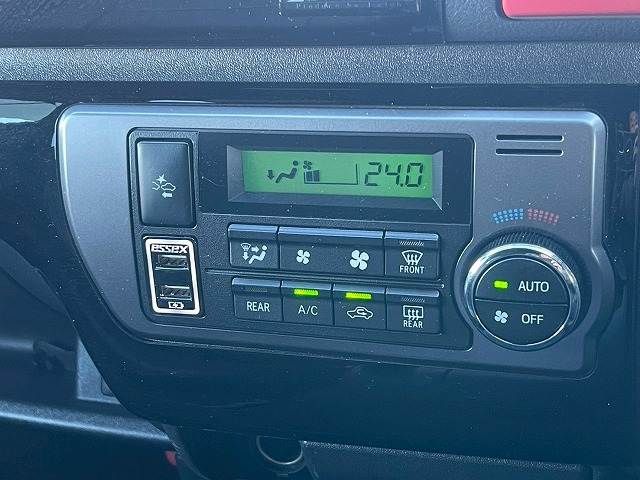 24.0
essex
FRONT
REAR
A/C
REAR
AUTO
OFF